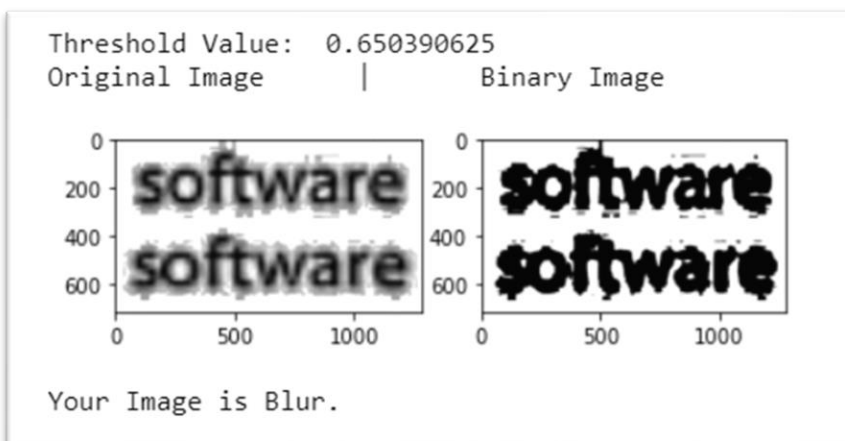 Threshold Value:  0.650390625
Original Image      |       Binary Image
0 0
200 software 200 software
400 400
600 software 600 software
0 500 1000 0 500 1000
Your Image is Blur.